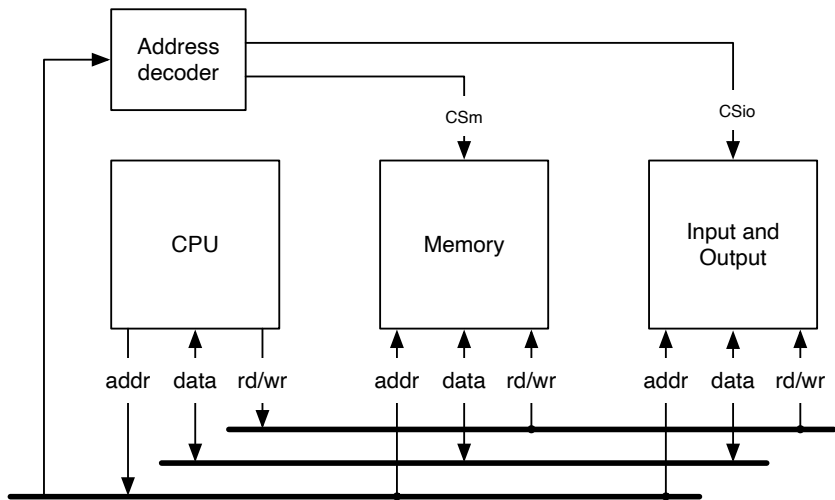 Address
decoder
CSm
CSio
CPU
Memory
Input and
Output
addr data rd/wr addr data rd/wr addr data rd/wr